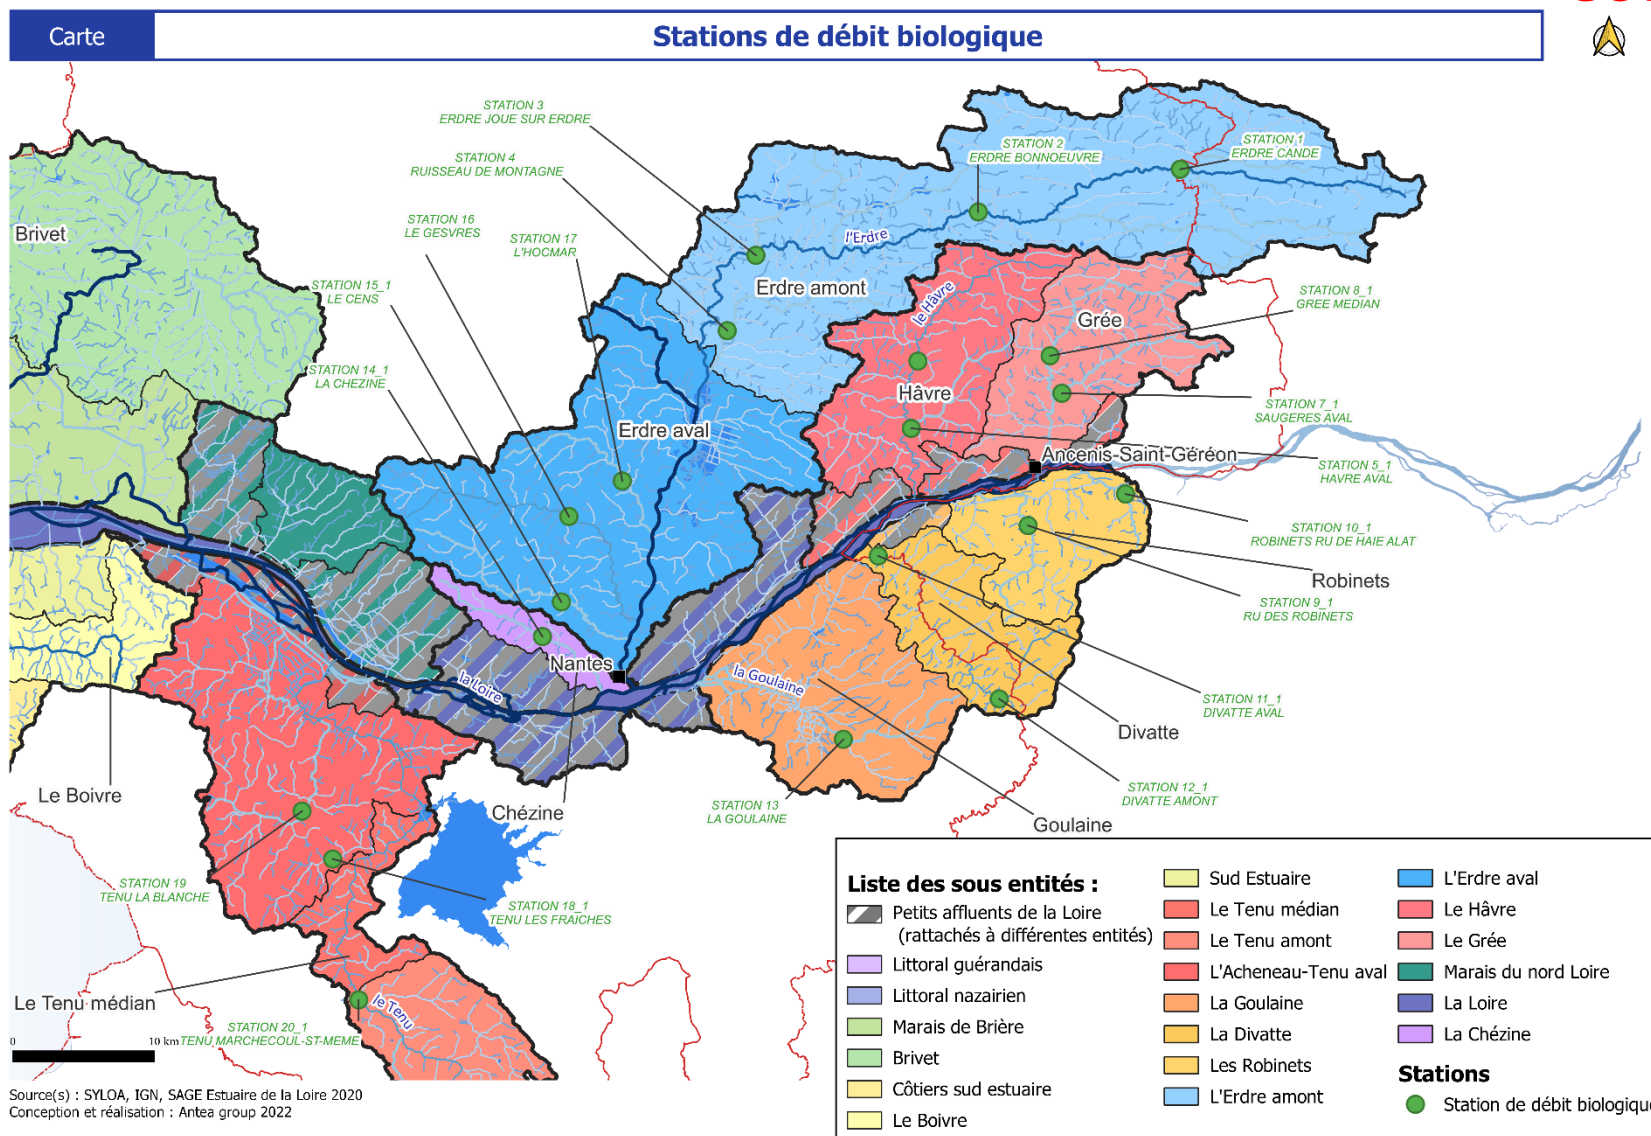 Carte
Stations de débit biologique
STATION 3
ERDRE JOUE SUR ERDRE
STATION 4
RUISSEAU DE MONTAGNE
STATION 16
LE GESVRES
STATION 17
L'HOCMAR
STATION 2
ERDRE BONNOEUVRE
STATION 1
ERDRE CANDE
Brivet
l'Erdre
Erdre amont
STATION 15_1
LE CENS
le Hâvre
STATION 8_1
GREE MEDIAN
Grée
STATION 14_1
LA CHEZINE
Hâvre
STATION 7_1
SAUGERES AVAL
Erdre aval
Ancenis-Saint-Géréon
STATION 5_1
HAVRE AVAL
STATION 10_1
ROBINETS RU DE HAIE ALAT
Robinets
STATION 9_1
RU DES ROBINETS
Nantes
la Loire
la Goulaine
STATION 11_1
DIVATTE AVAL
Divatte
Le Boivre
Chézine
STATION 13
LA GOULAINE
STATION 12_1
DIVATTE AMONT
Goulaine
STATION 19
TENU LA BLANCHE
STATION 18_1
TENU LES FRAICHES
Le Tenu médian
le Tenu
STATION 20_1
TENU MARCHECOUL-ST-MEME
0 10 km
Source(s) : SYLOA, IGN, SAGE Estuaire de la Loire 2020
Conception et réalisation : Antea group 2022
Liste des sous entités :
Petits affluents de la Loire
(rattachés à différentes entités)
Littoral guérandais
Littoral nazairien
Marais de Brière
Brivet
Côtiers sud estuaire
Le Boivre
Sud Estuaire
Le Tenu médian
Le Tenu amont
L'Acheneau-Tenu aval
La Goulaine
La Divatte
Les Robinets
L'Erdre amont
L'Erdre aval
Le Hâvre
Le Grée
Marais du nord Loire
La Loire
La Chézine
Stations
Station de débit biologique